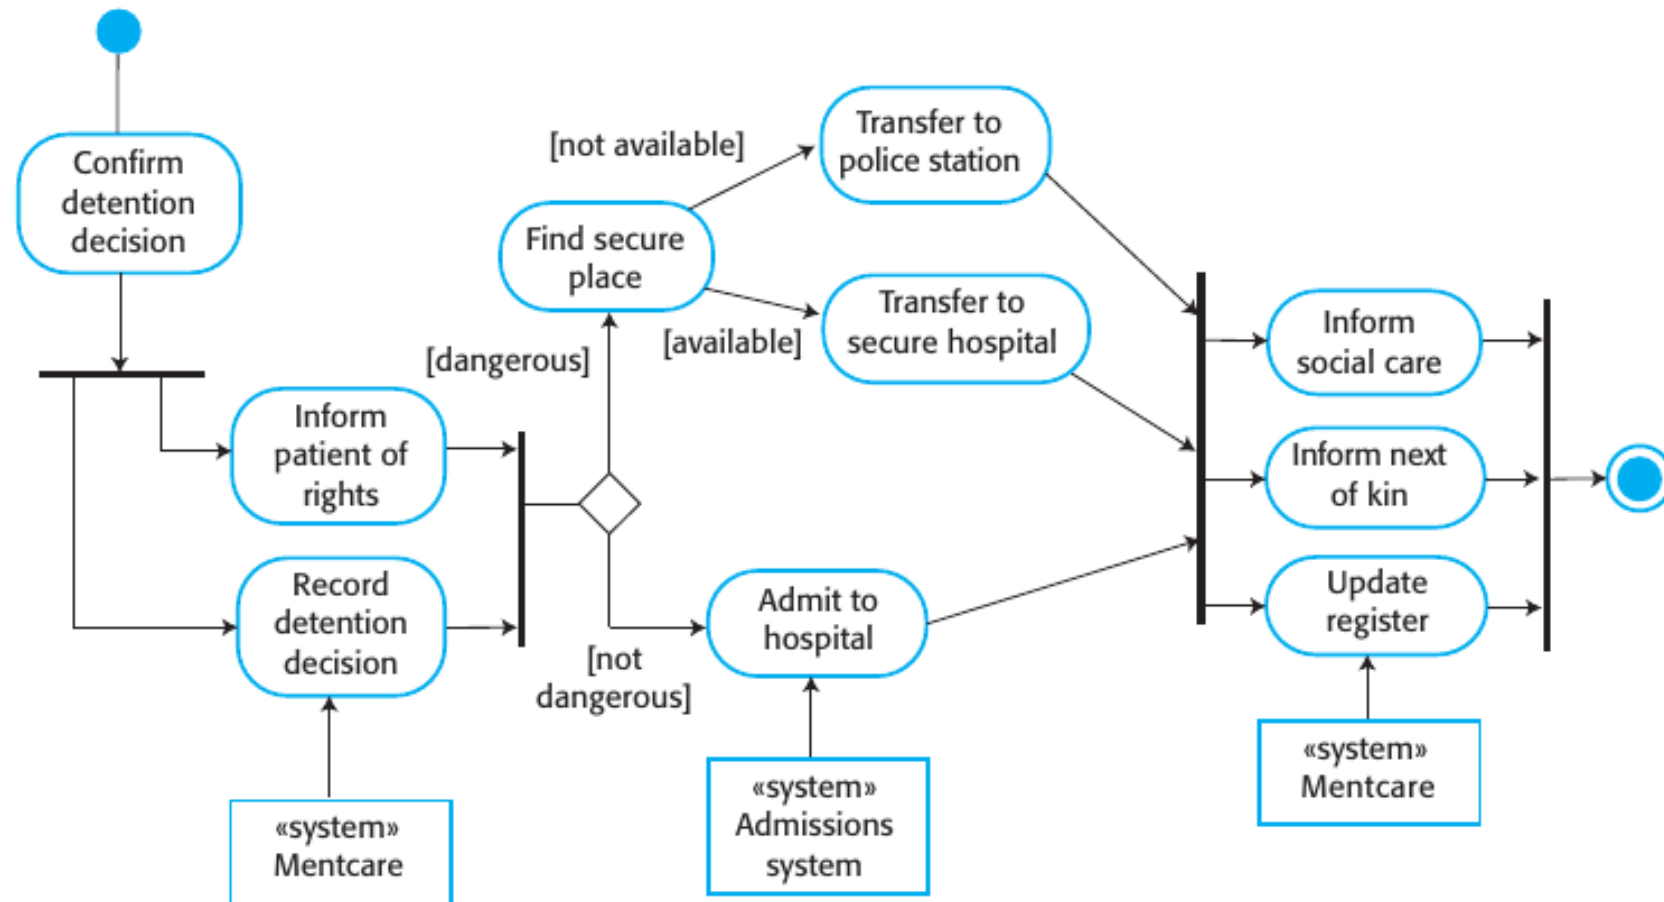 Confirm
detention
decision
Inform
patient of
rights
Record
detention
decision
«system»
Mentcare
[dangerous]
[not
dangerous]
Find secure
place
[not available]
[available]
Transfer to
police station
Transfer to
secure hospital
Admit to
hospital
«system»
Admissions
system
Inform
social care
Inform next
of kin
Update
register
«system»
Mentcare